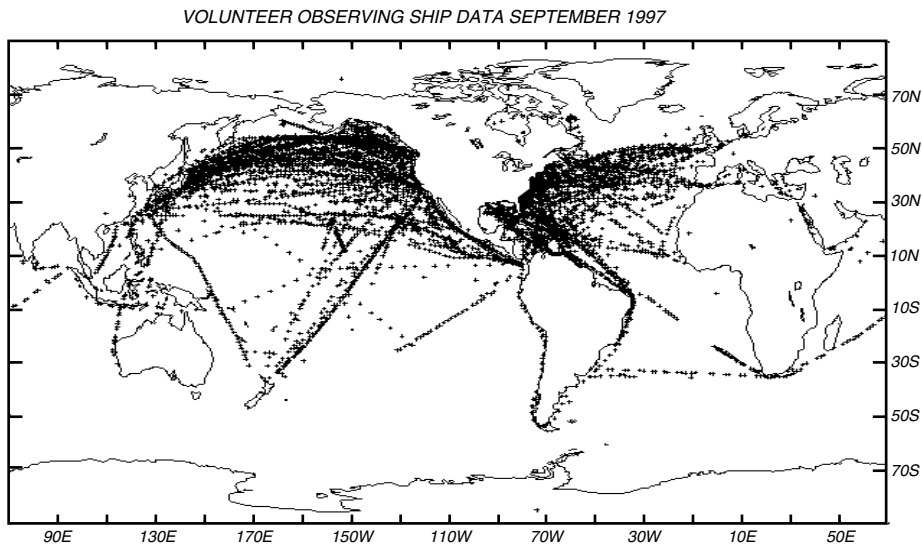 VOLUNTEER OBSERVING SHIP DATA SEPTEMBER 1997
70N
50N
30N
10N
10S
30S
50S
70S
90E 130E 170E 150W 110W 70W 30W 10E 50E